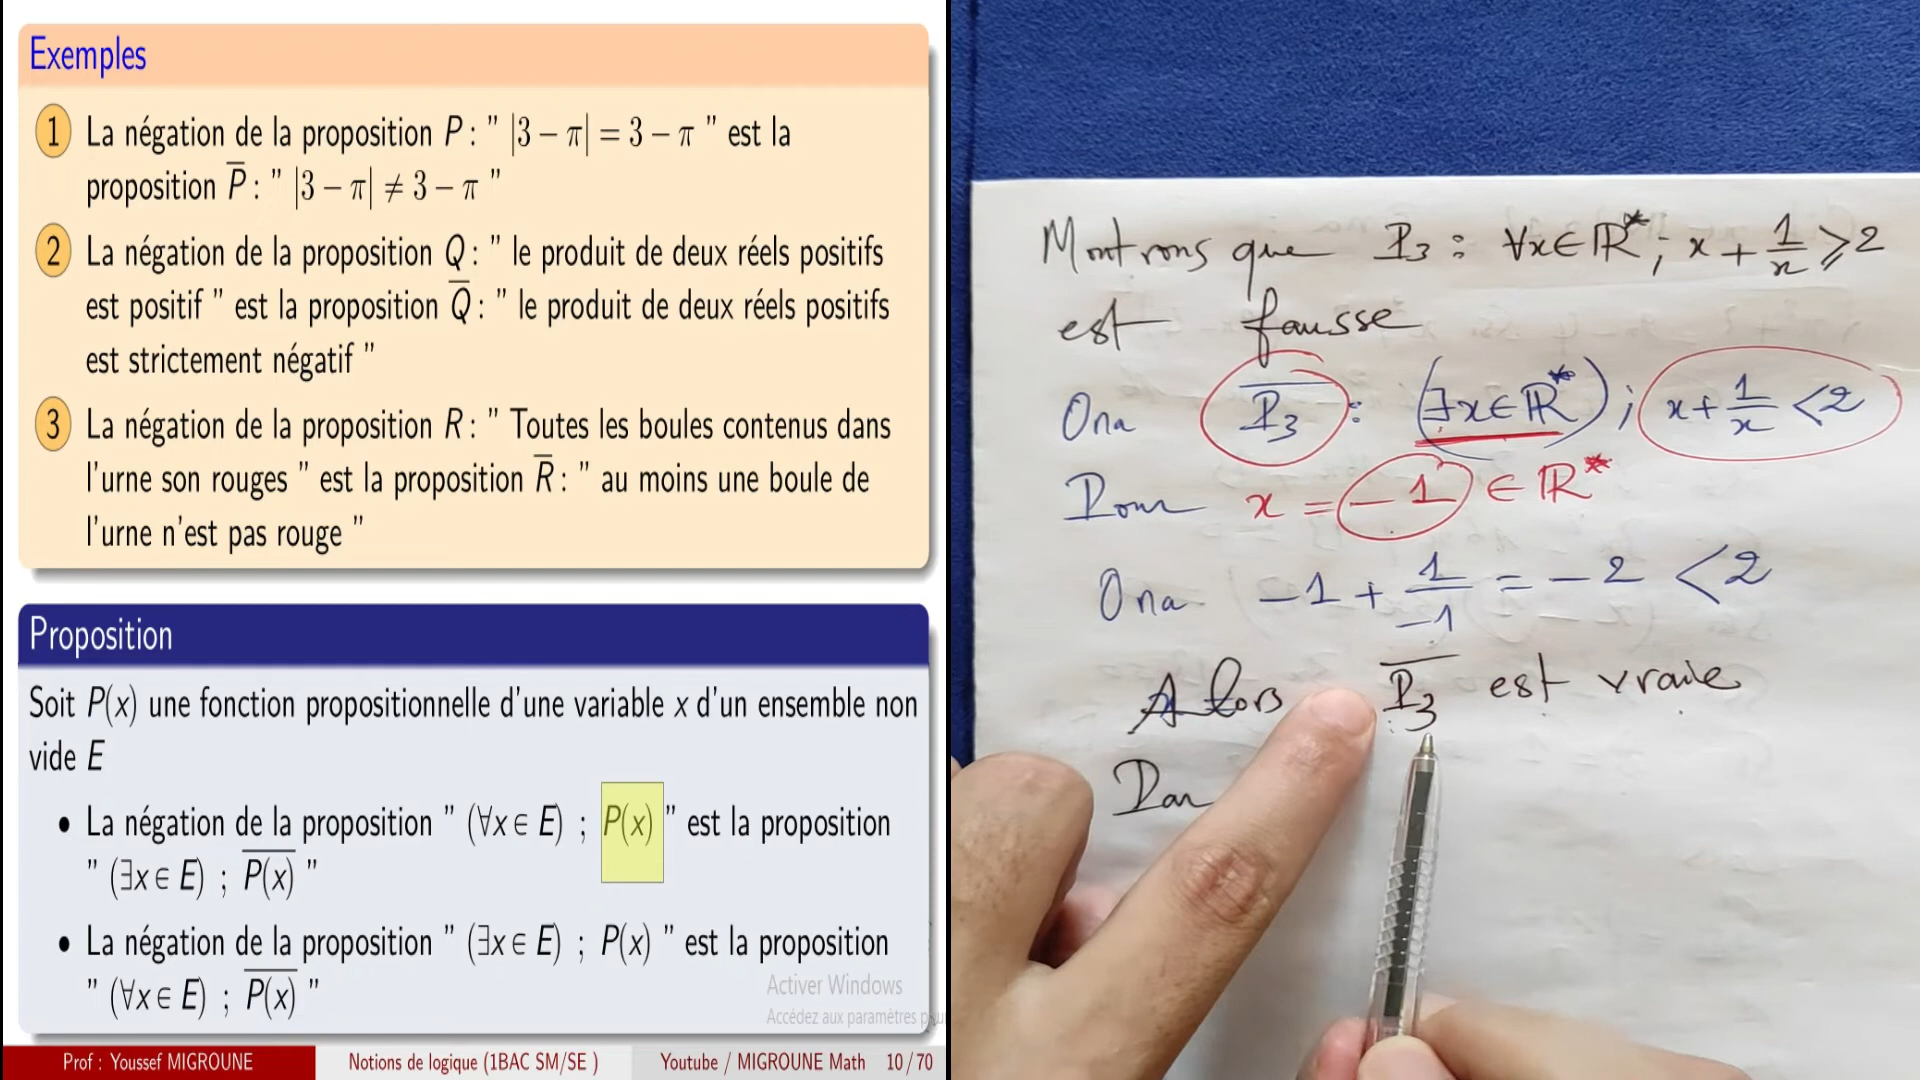 Exemples
1 La négation de la proposition P : " |3 − π| = 3 − π " est la
proposition P̅ : " |3 − π| ≠ 3 − π "
2 La négation de la proposition Q : " le produit de deux réels positifs
est positif " est la proposition Q̅ : " le produit de deux réels positifs
est strictement négatif "
3 La négation de la proposition R : " Toutes les boules contenus dans
l'urne son rouges " est la proposition R̅ : " au moins une boule de
l'urne n'est pas rouge "
Proposition
Soit P(x) une fonction propositionnelle d'une variable x d'un ensemble non
vide E
• La négation de la proposition " (∀x ∈ E) ; P(x) " est la proposition
" (∃x ∈ E) ; P̅(̅x̅)̅ "
• La négation de la proposition " (∃x ∈ E) ; P(x) " est la proposition
" (∀x ∈ E) ; P̅(̅x̅)̅ "
Activer Windows
Accédez aux paramètres
Prof : Youssef MIGROUNE
Notions de logique (1BAC SM/SE )
Youtube / MIGROUNE Math 10/70
Montrons que P₃ : ∀x∈ℝ* ; x + 1/x ⩾ 2
est fausse
Ona P̅₃ : (∃x∈ℝ*) ; x + 1/x < 2
Pour x = −1 ∈ ℝ*
Ona −1 + 1/−1 = −2 < 2
Alors P̅₃ est vraie